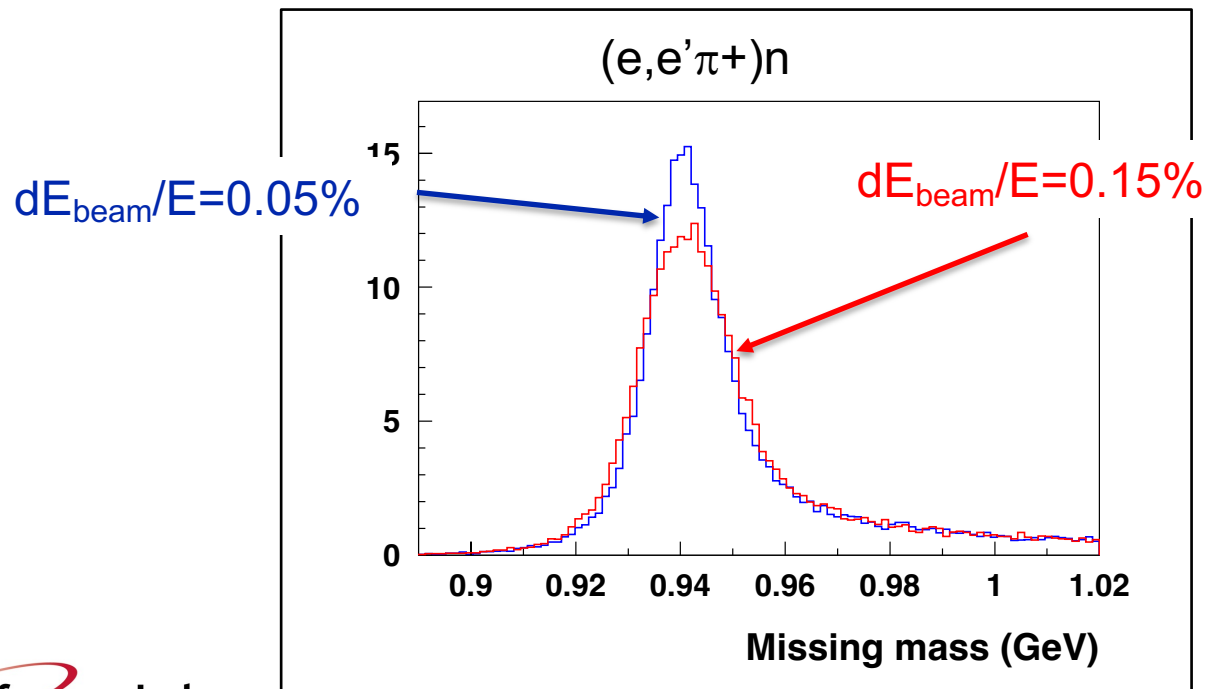 (e,e’π+)n
dE_beam/E=0.05%
dE_beam/E=0.15%
15
10
5
0
0.9 0.92 0.94 0.96 0.98 1 1.02
Missing mass (GeV)